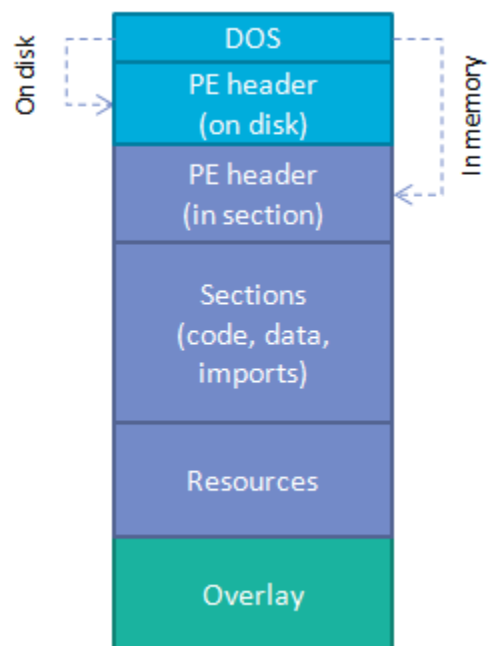 On disk
DOS
In memory
PE header
(on disk)
PE header
(in section)
Sections
(code, data,
imports)
Resources
Overlay